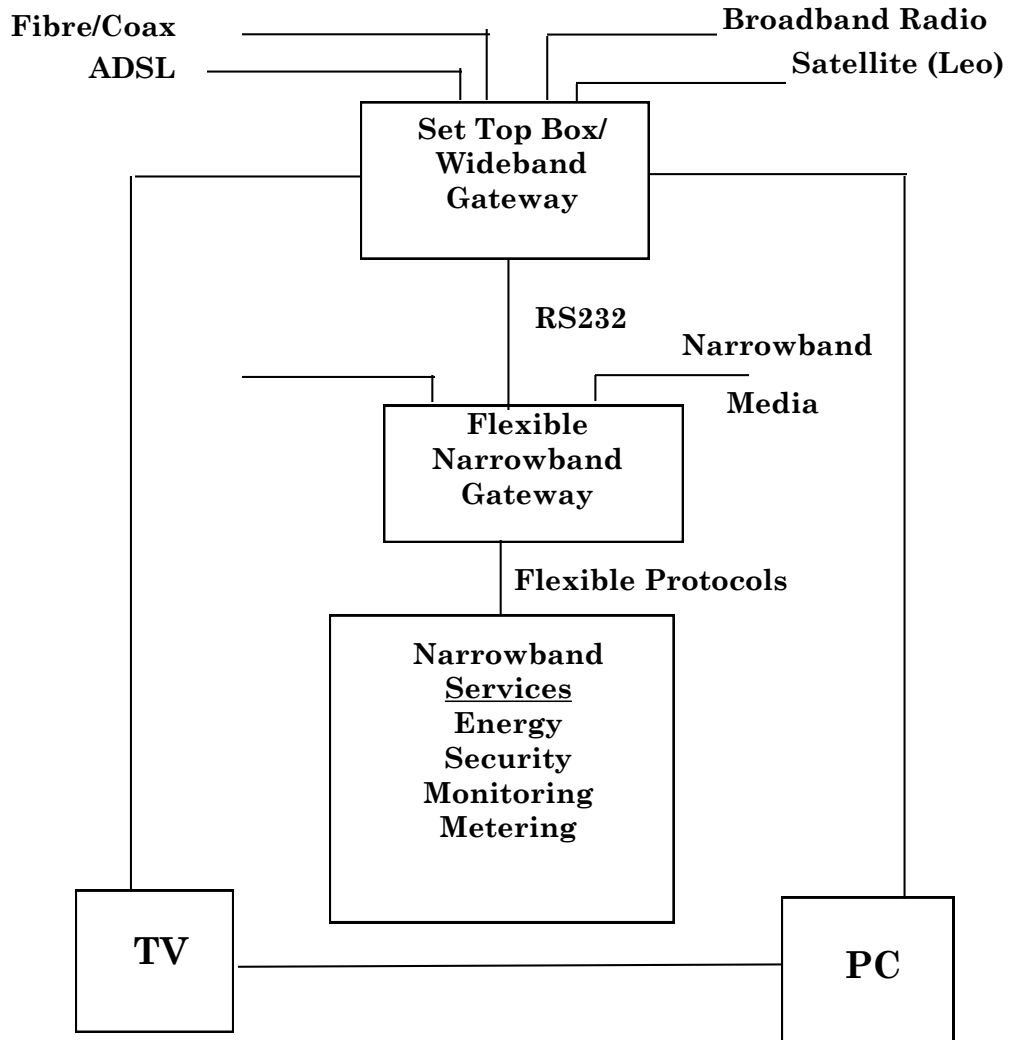 Fibre/Coax
Broadband Radio
ADSL
Satellite (Leo)
Set Top Box/
Wideband
Gateway
RS232
Narrowband
Media
Flexible
Narrowband
Gateway
Flexible Protocols
Narrowband
Services
Energy
Security
Monitoring
Metering
TV
PC